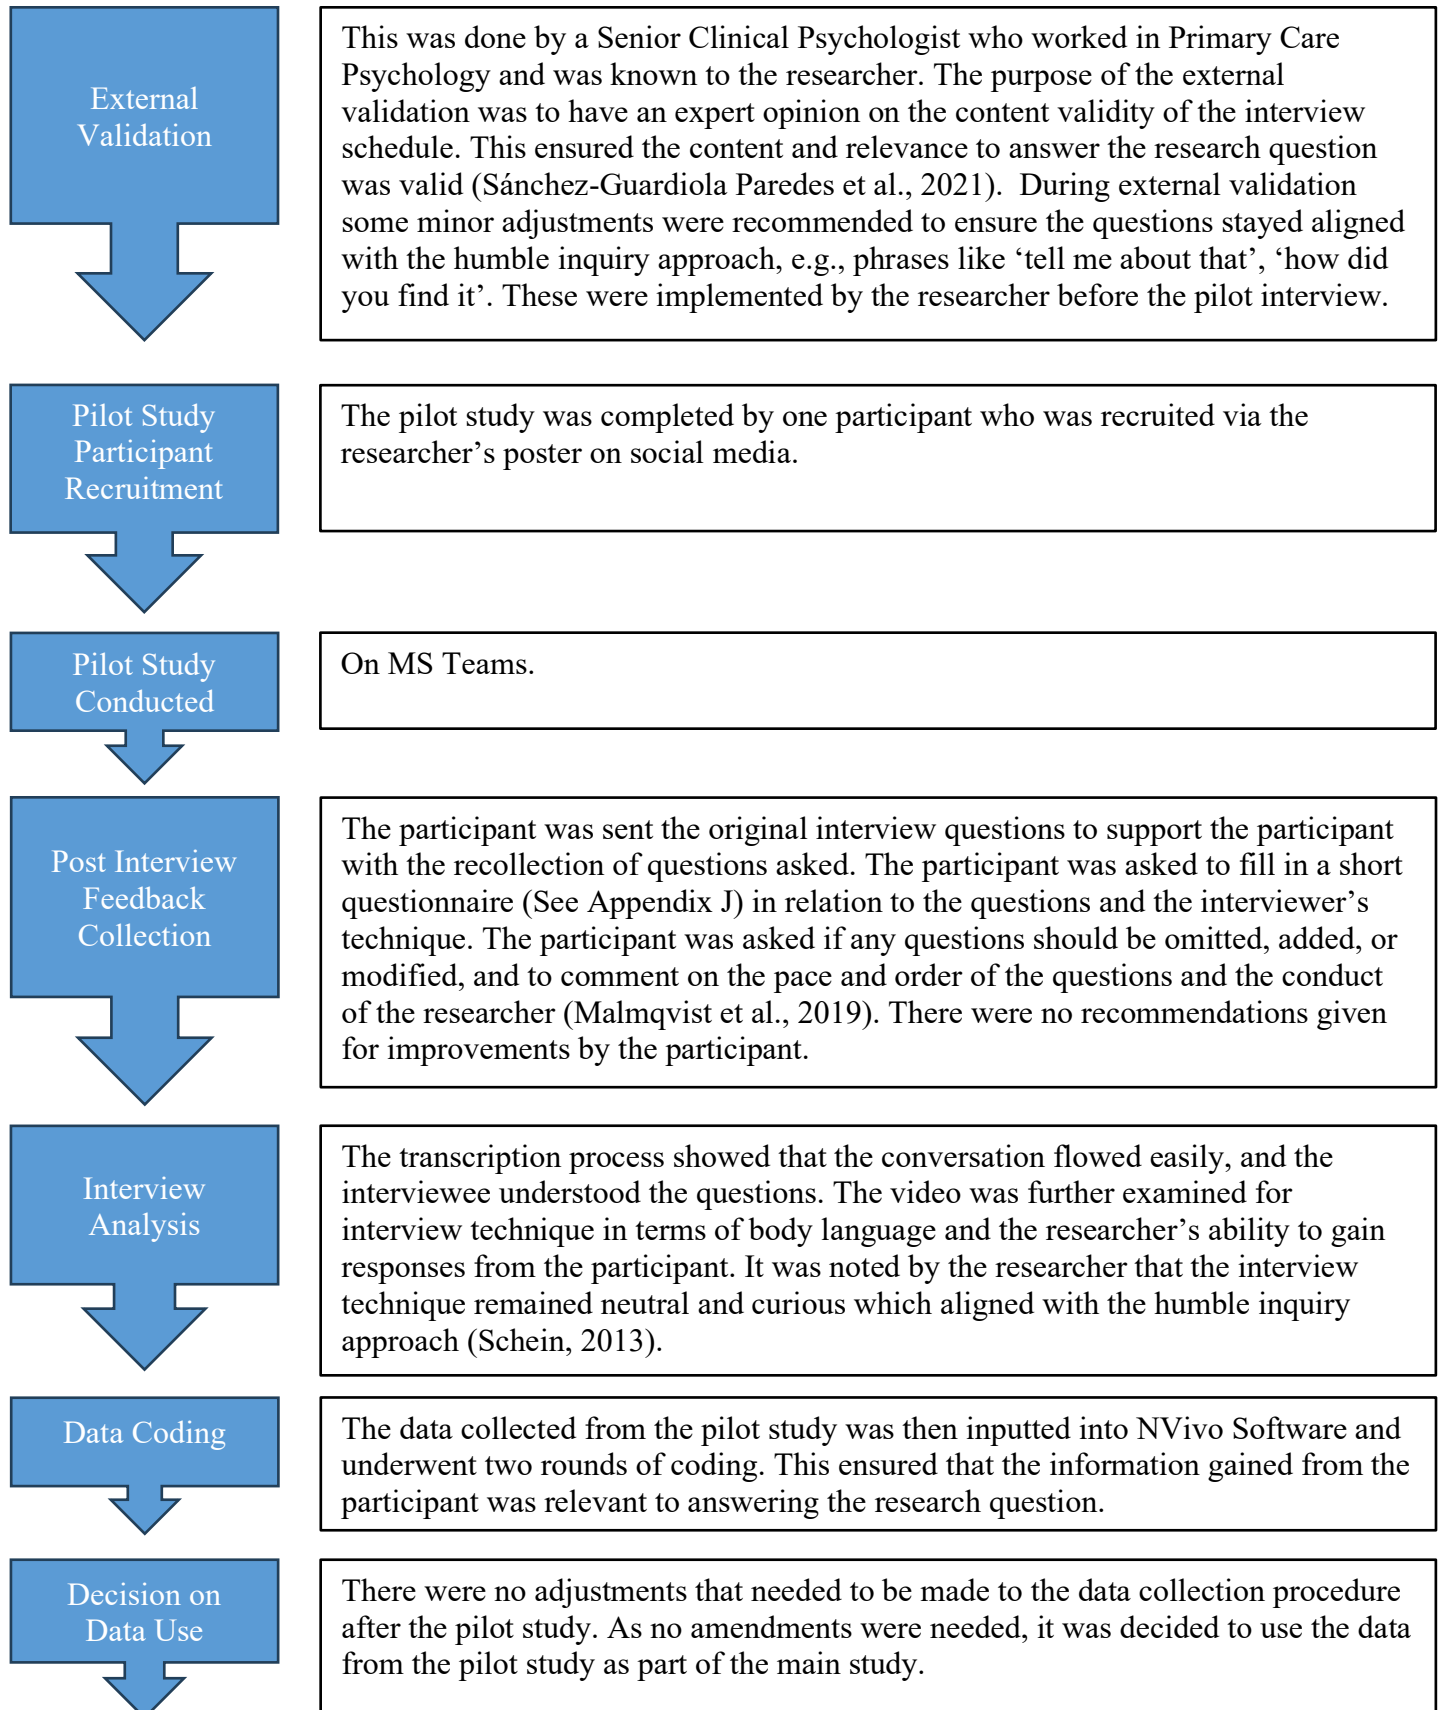 External
Validation
This was done by a Senior Clinical Psychologist who worked in Primary Care
Psychology and was known to the researcher. The purpose of the external
validation was to have an expert opinion on the content validity of the interview
schedule. This ensured the content and relevance to answer the research question
was valid (Sánchez-Guardiola Paredes et al., 2021).  During external validation
some minor adjustments were recommended to ensure the questions stayed aligned
with the humble inquiry approach, e.g., phrases like ‘tell me about that’, ‘how did
you find it’. These were implemented by the researcher before the pilot interview.
Pilot Study
Participant
Recruitment
The pilot study was completed by one participant who was recruited via the
researcher’s poster on social media.
Pilot Study
Conducted
On MS Teams.
Post Interview
Feedback
Collection
The participant was sent the original interview questions to support the participant
with the recollection of questions asked. The participant was asked to fill in a short
questionnaire (See Appendix J) in relation to the questions and the interviewer’s
technique. The participant was asked if any questions should be omitted, added, or
modified, and to comment on the pace and order of the questions and the conduct
of the researcher (Malmqvist et al., 2019). There were no recommendations given
for improvements by the participant.
Interview
Analysis
The transcription process showed that the conversation flowed easily, and the
interviewee understood the questions. The video was further examined for
interview technique in terms of body language and the researcher’s ability to gain
responses from the participant. It was noted by the researcher that the interview
technique remained neutral and curious which aligned with the humble inquiry
approach (Schein, 2013).
Data Coding
The data collected from the pilot study was then inputted into NVivo Software and
underwent two rounds of coding. This ensured that the information gained from the
participant was relevant to answering the research question.
Decision on
Data Use
There were no adjustments that needed to be made to the data collection procedure
after the pilot study. As no amendments were needed, it was decided to use the data
from the pilot study as part of the main study.